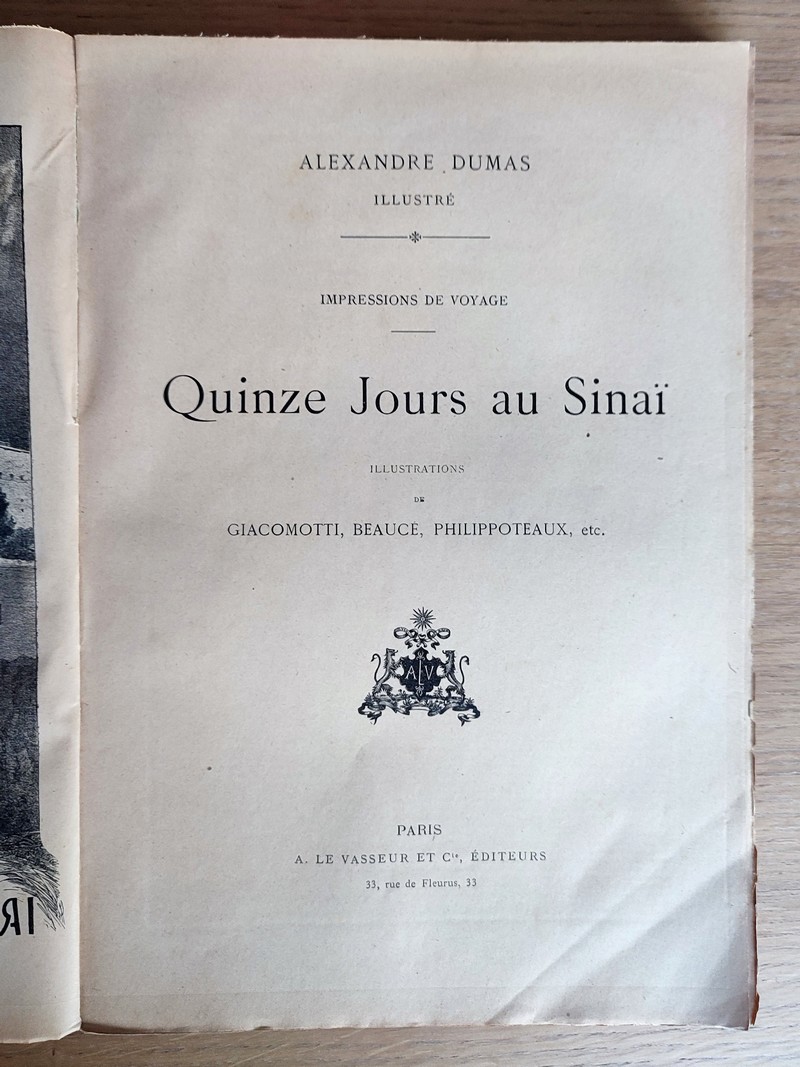 ALEXANDRE DUMAS
ILLUSTRÉ
IMPRESSIONS DE VOYAGE
Quinze Jours au Sinaï
ILLUSTRATIONS
DE
GIACOMOTTI, BEAUCÉ, PHILIPPOTEAUX, etc.
ALV
PARIS
A. LE VASSEUR ET Cie, ÉDITEURS
33, rue de Fleurus, 33